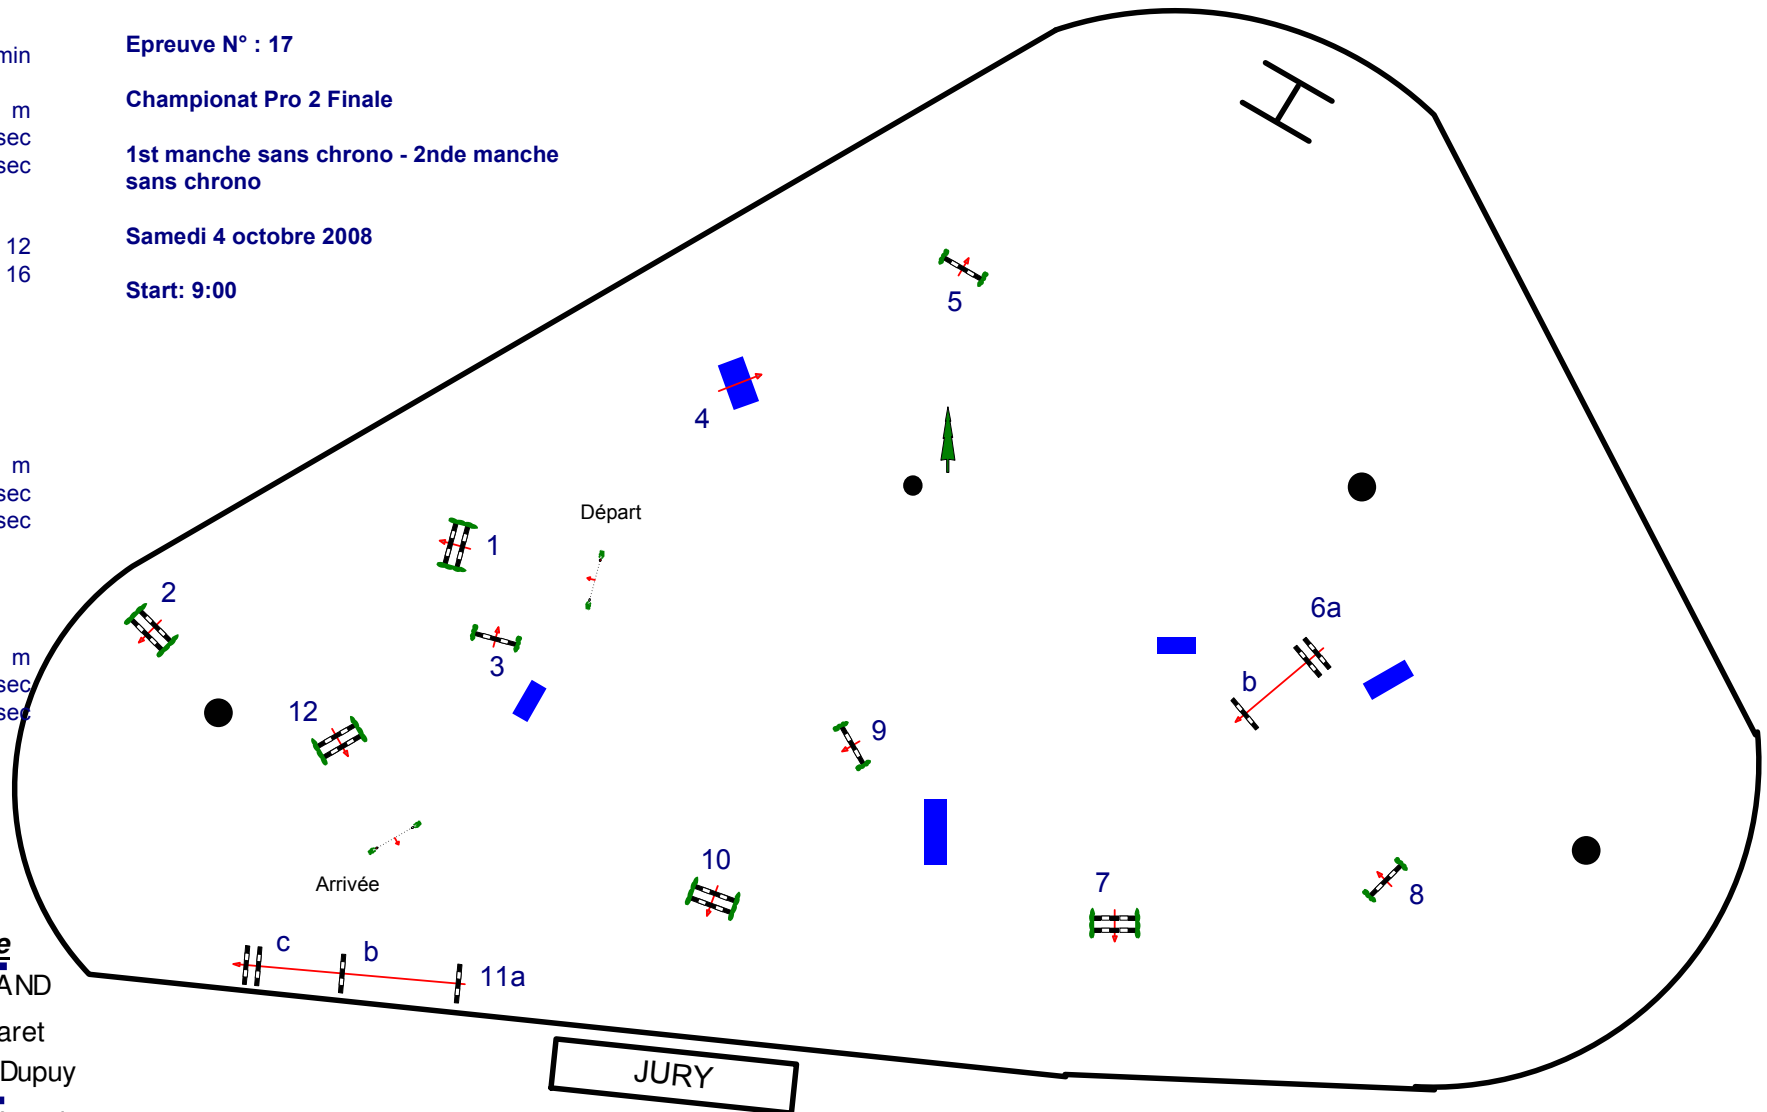 min
m
sec
sec
12
16
m
sec
sec
m
sec
sec
e
AND
aret
Dupuy
Epreuve N° : 17
Championat Pro 2 Finale
1st manche sans chrono - 2nde manche
sans chrono
Samedi 4 octobre 2008
Start: 9:00
5
4
Départ
1
2
3
6a
b
12
9
Arrivée
10
7
8
c
b
11a
JURY